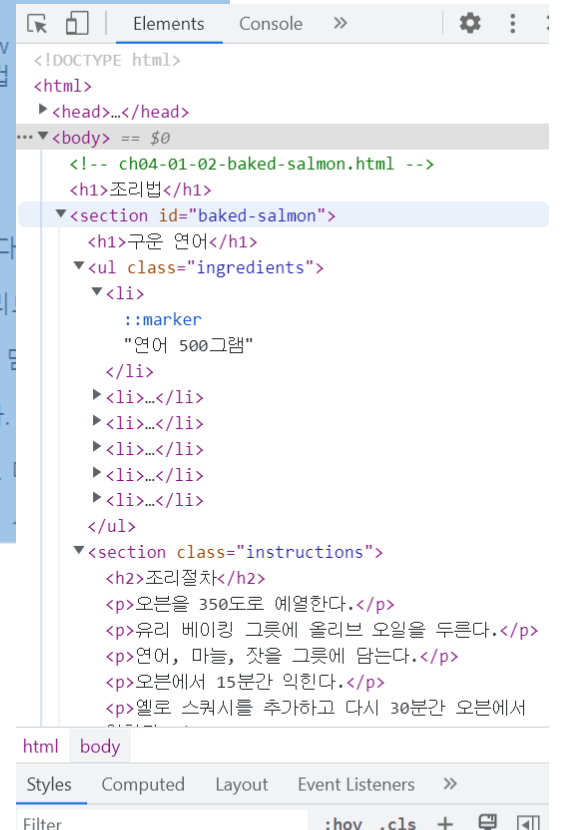 Elements Console »
<!DOCTYPE html>
<html>
<head>…</head>
<body> == $0
<!-- ch04-01-02-baked-salmon.html -->
<h1>조리법</h1>
<section id="baked-salmon">
<h1>구운 연어</h1>
<ul class="ingredients">
<li>
::marker
"연어 500그램"
</li>
<li>…</li>
<li>…</li>
<li>…</li>
<li>…</li>
<li>…</li>
</ul>
<section class="instructions">
<h2>조리절차</h2>
<p>오븐을 350도로 예열한다.</p>
<p>유리 베이킹 그릇에 올리브 오일을 두른다.</p>
<p>연어, 마늘, 잣을 그릇에 담는다.</p>
<p>오븐에서 15분간 익힌다.</p>
<p>옐로 스쿼시를 추가하고 다시 30분간 오븐에서
html body
Styles Computed Layout Event Listeners »
Filter :hov .cls +